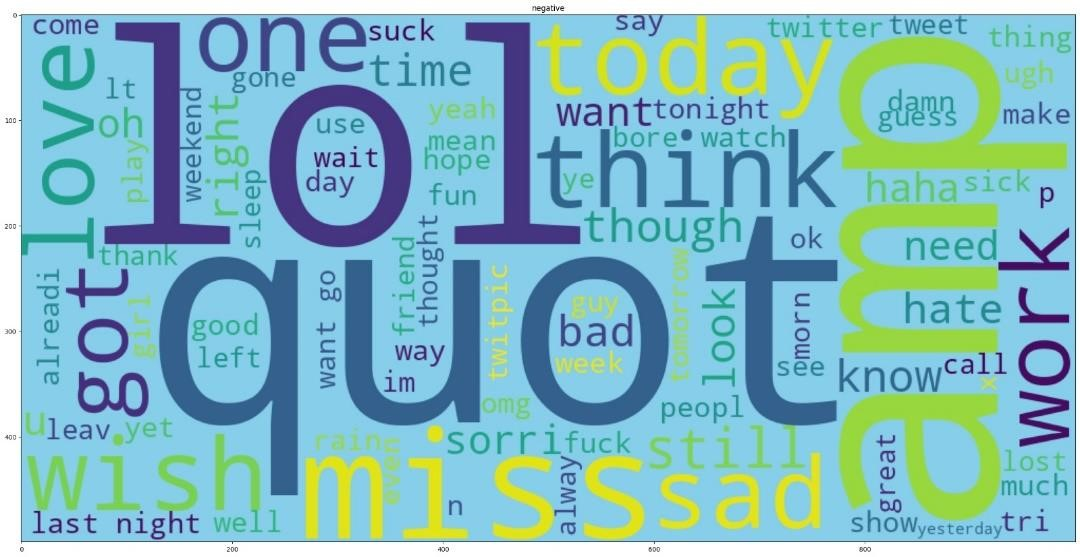 negative
0
100
200
300
400
0
200
400
600
800
come
love
lt
oh
play
weekend
right
gone
sleep
one
lol
suck
time
use
wait
day
yeah
mean
hope
fun
today
say
want
tonight
bore
watch
think
ye
though
twitter
tweet
thing
ugh
make
damn
guess
amp
haha
sick
p
need
hate
work
know
call
x
thank
alreadi
got
girl
good
left
quot
want go
friend
thought
way
im
twitpic
guy
bad
week
tomorrow
look
ok
morn
see
omg
peopl
u
leav
yet
wish
last night
well
rain
even
miss
n
sorri
fuck
alway
still
sad
great
show
yesterday
tri
lost
much